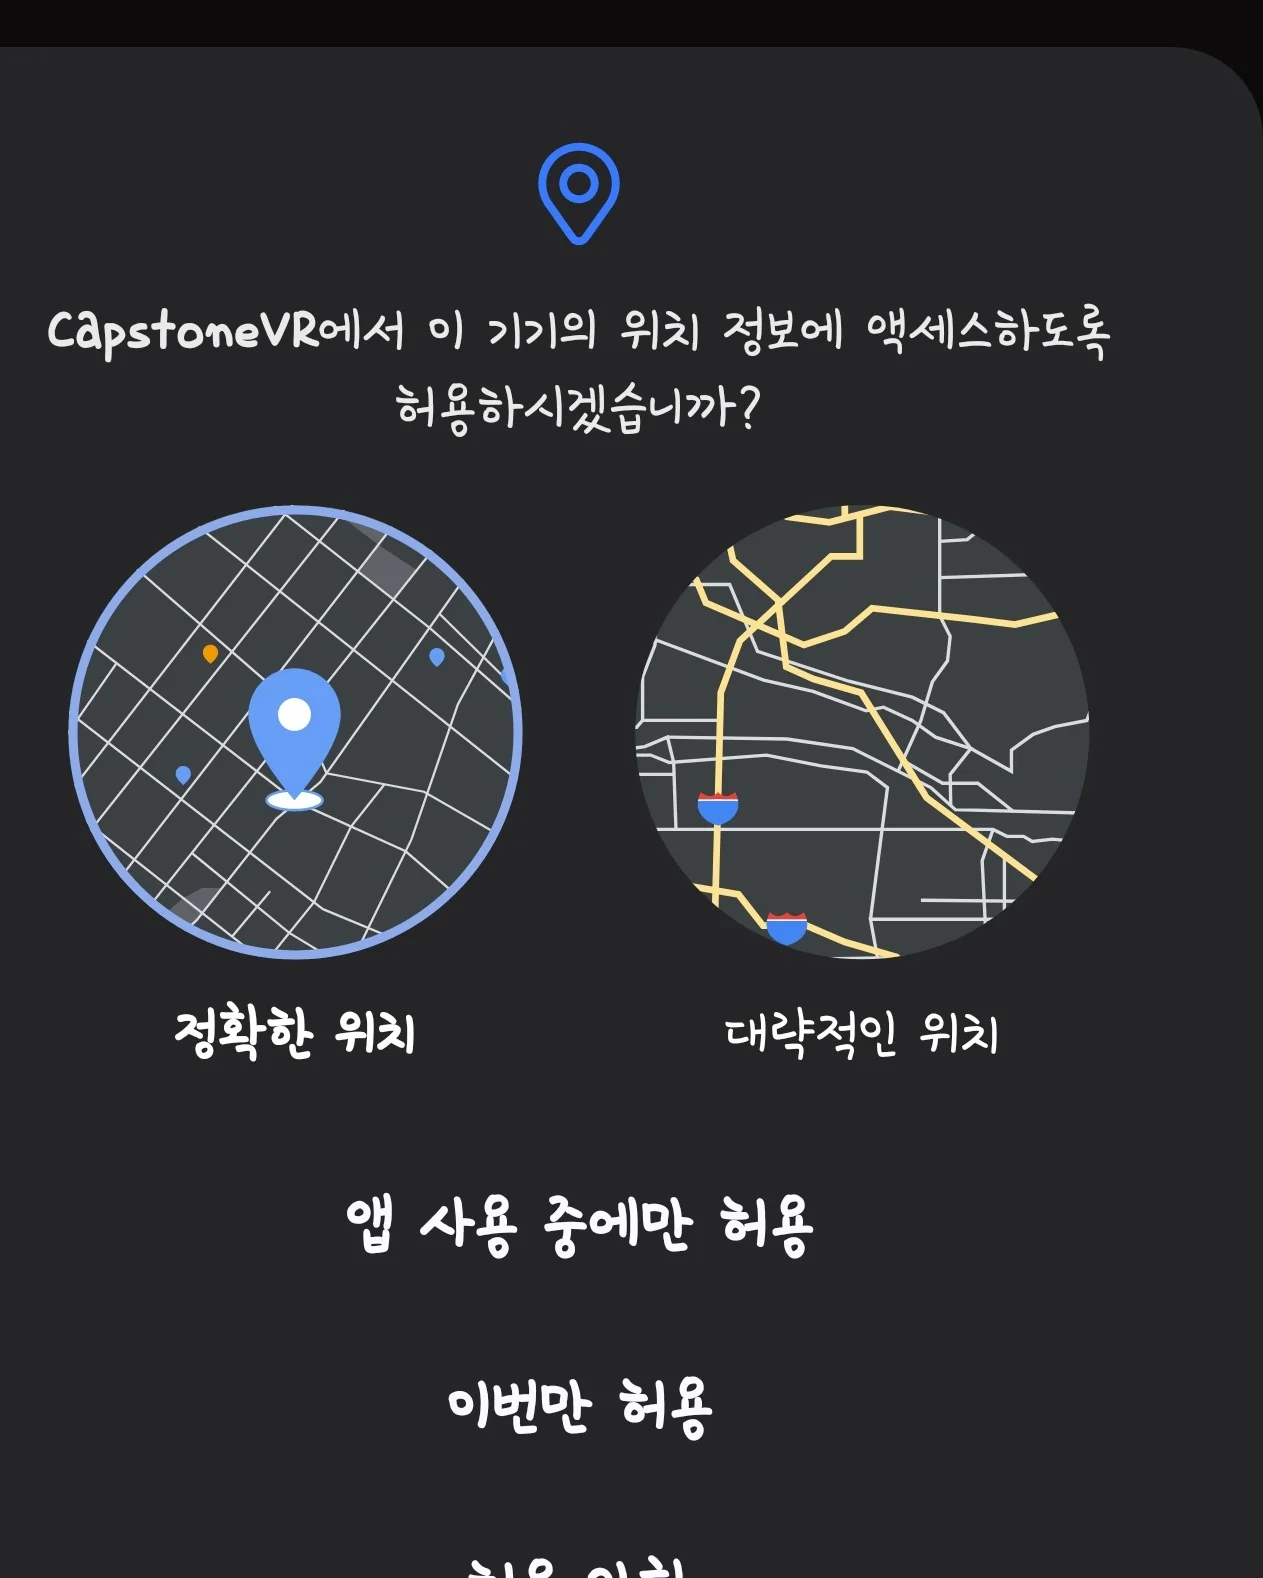 CapstoneVR에서 이 기기의 위치 정보에 액세스하도록
허용하시겠습니까?
정확한 위치
대략적인 위치
앱 사용 중에만 허용
이번만 허용